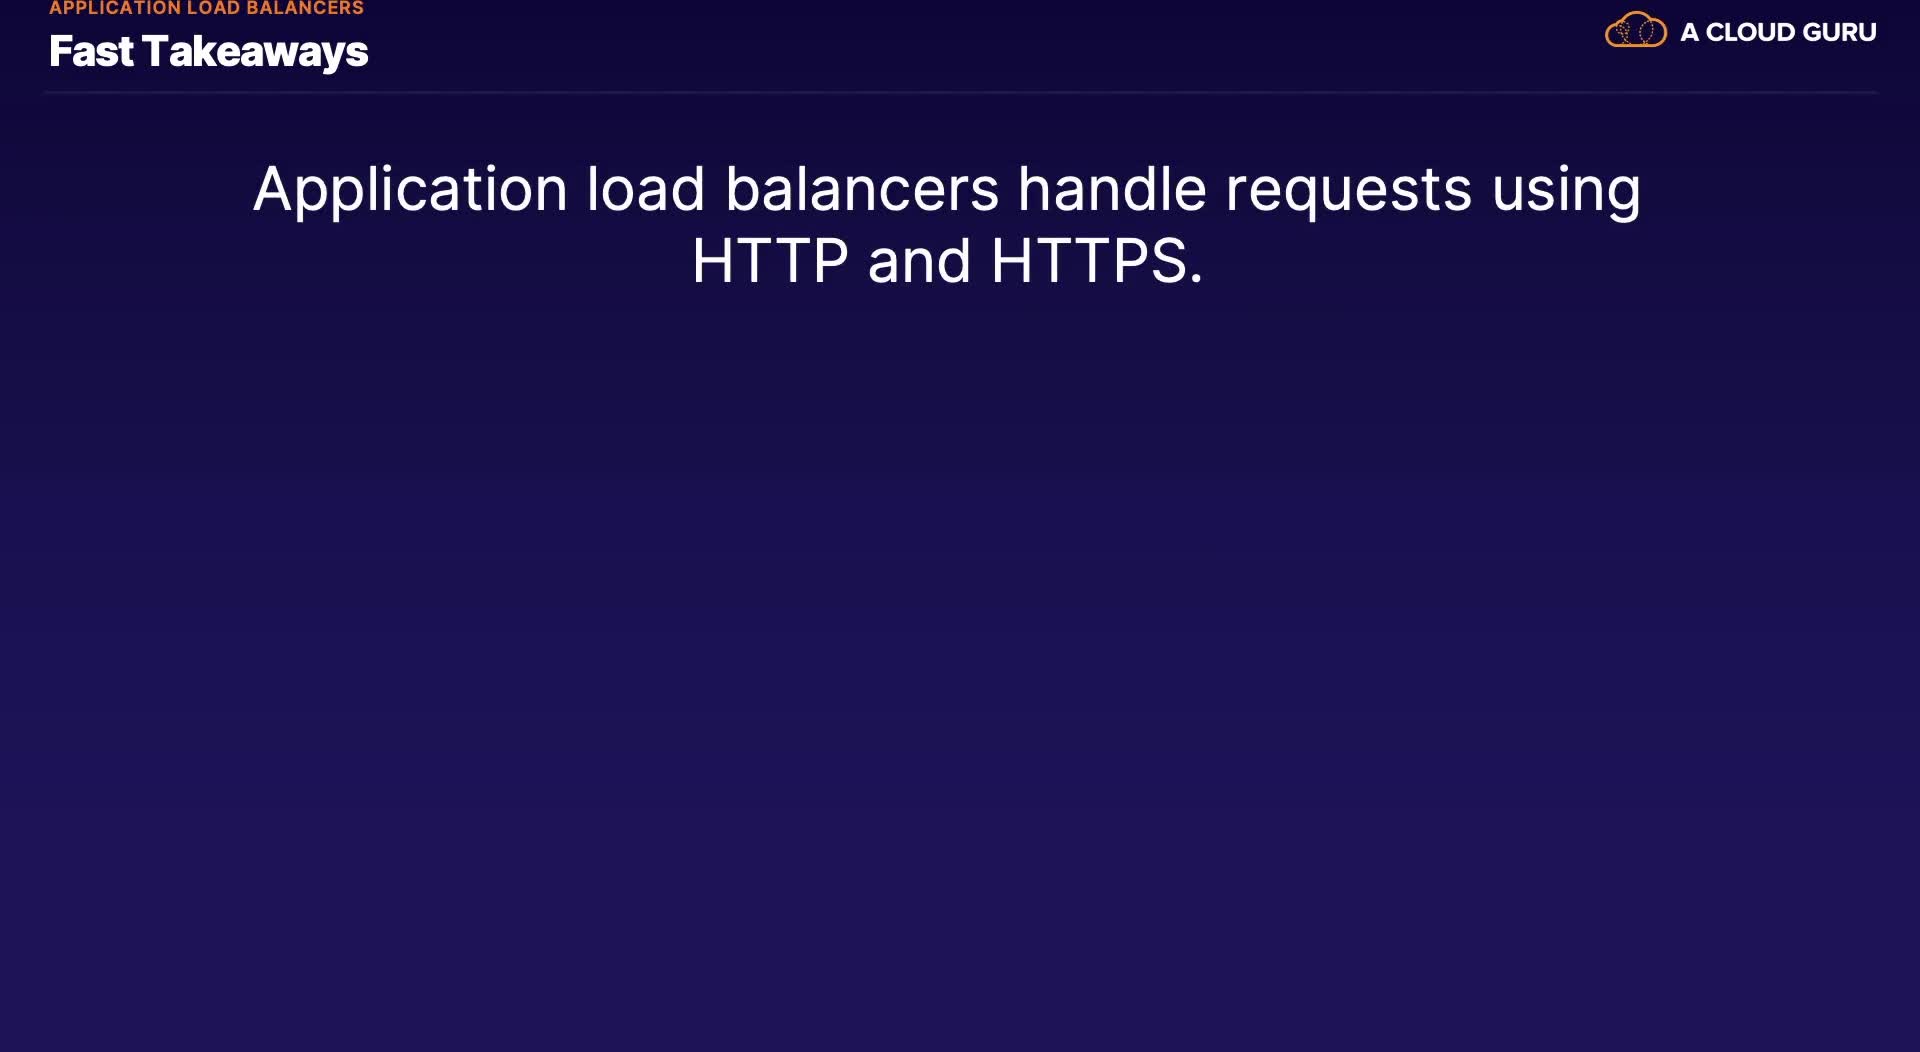 APPLICATION LOAD BALANCERS
Fast Takeaways
A CLOUD GURU
Application load balancers handle requests using
HTTP and HTTPS.